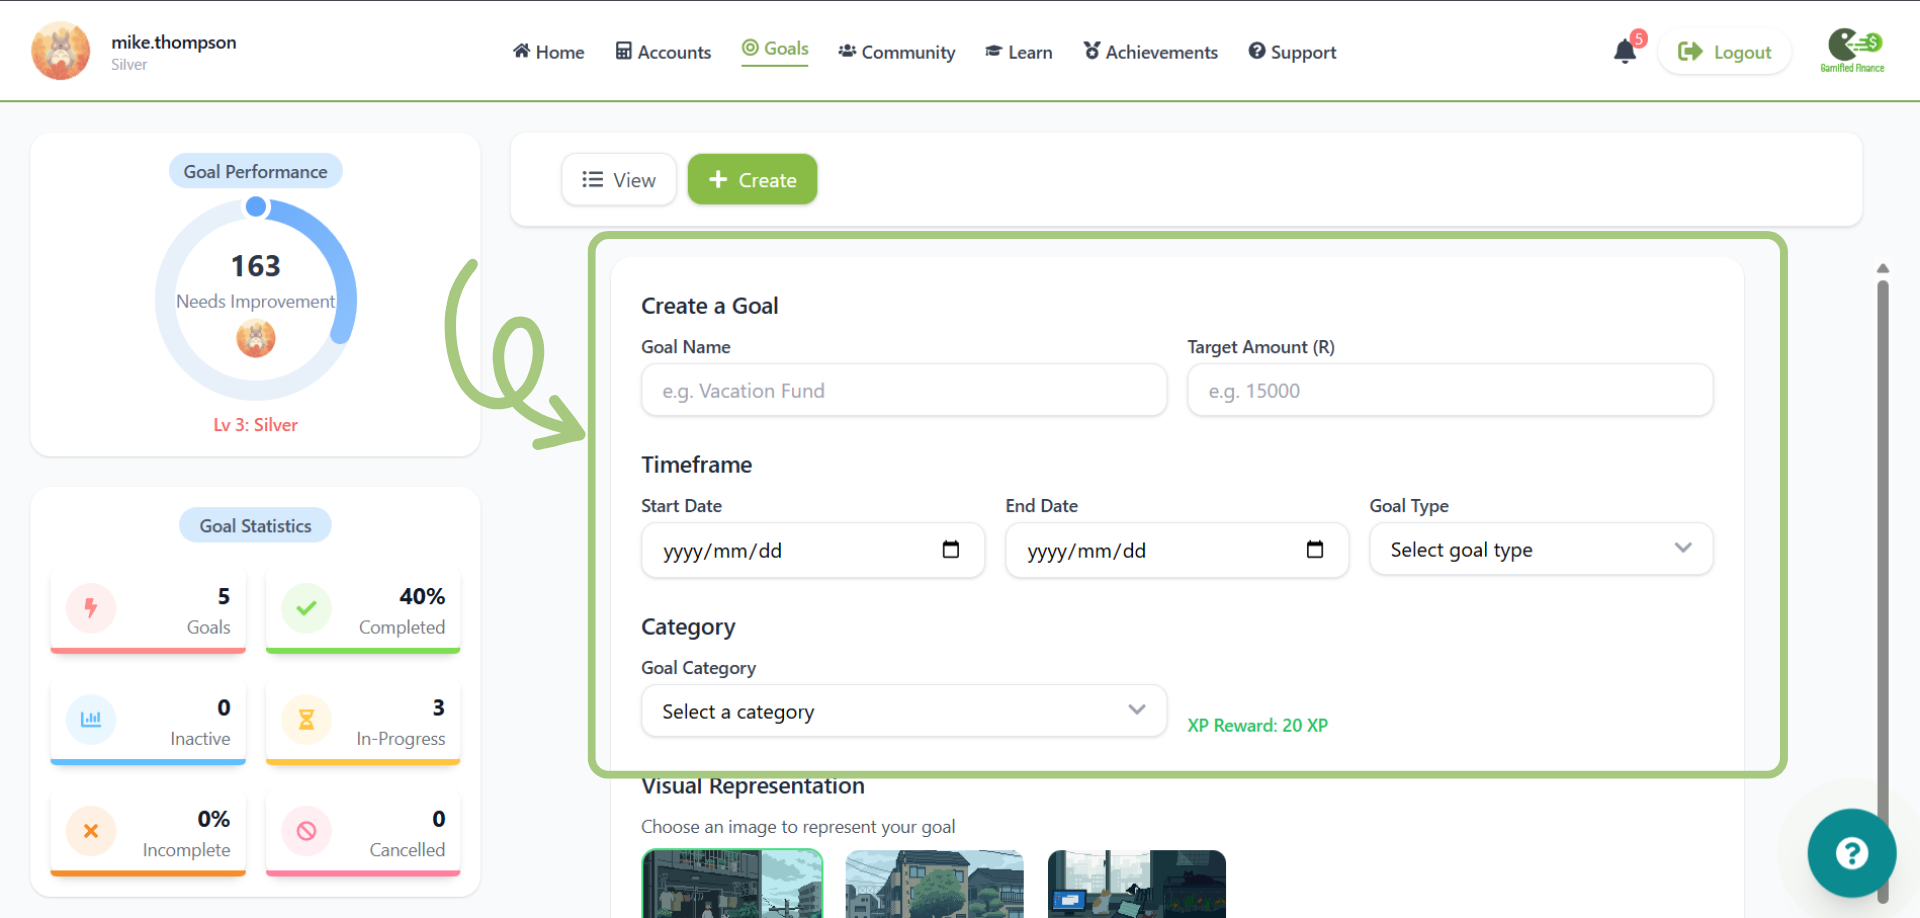 mike.thompson
Silver
Home
Accounts
Goals
Community
Learn
Achievements
Support
5
Logout
Gamified Finance
Goal Performance
163
Needs Improvement
Lv 3: Silver
Goal Statistics
5
Goals
40%
Completed
0
Inactive
3
In-Progress
0%
Incomplete
0
Cancelled
View
Create
Create a Goal
Goal Name
e.g. Vacation Fund
Target Amount (R)
e.g. 15000
Timeframe
Start Date
yyyy/mm/dd
End Date
yyyy/mm/dd
Goal Type
Select goal type
Category
Goal Category
Select a category
XP Reward: 20 XP
Visual Representation
Choose an image to represent your goal